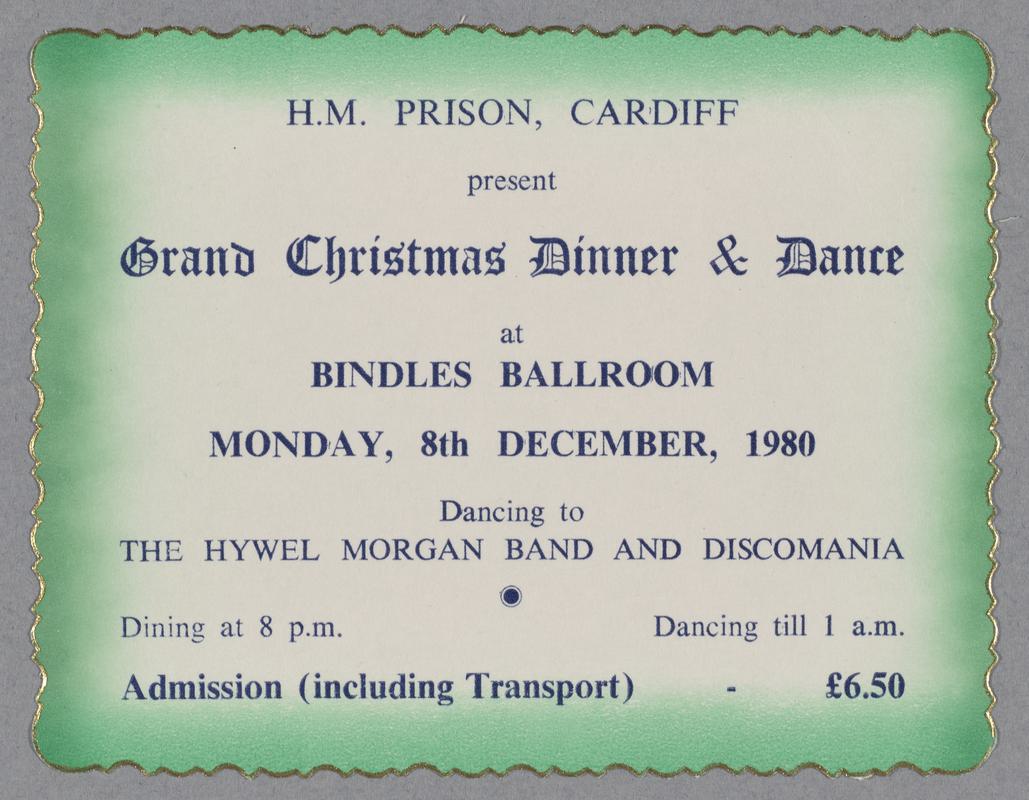 H.M. PRISON, CARDIFF
present
Grand Christmas Dinner & Dance
at
BINDLES BALLROOM
MONDAY, 8th DECEMBER, 1980
Dancing to
THE HYWEL MORGAN BAND AND DISCOMANIA
Dining at 8 p.m. Dancing till 1 a.m.
Admission (including Transport) - £6.50